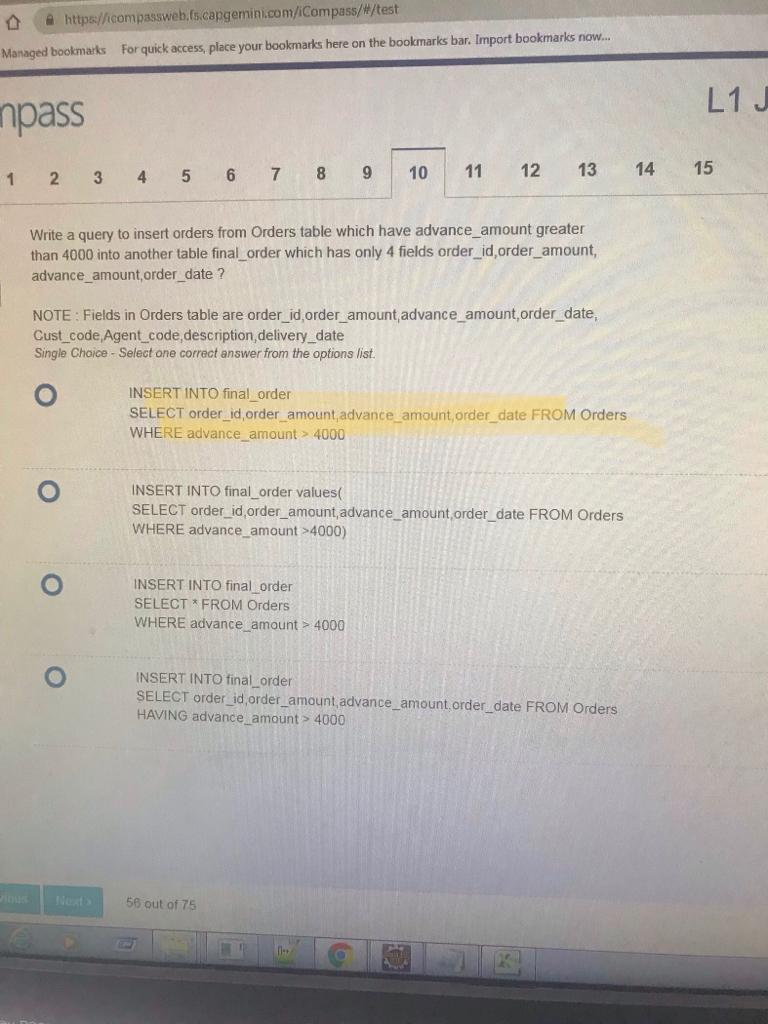 https://icompassweb.fs.capgemini.com/iCompass/#/test
Managed bookmarks For quick access, place your bookmarks here on the bookmarks bar. Import bookmarks now...
mpass
L1 J
1 2 3 4 5 6 7 8 9 10 11 12 13 14 15
Write a query to insert orders from Orders table which have advance_amount greater
than 4000 into another table final_order which has only 4 fields order_id,order_amount,
advance_amount,order_date ?
NOTE : Fields in Orders table are order_id,order_amount,advance_amount,order_date,
Cust_code,Agent_code,description,delivery_date
Single Choice - Select one correct answer from the options list.
INSERT INTO final_order
SELECT order_id,order_amount,advance_amount,order_date FROM Orders
WHERE advance_amount > 4000
INSERT INTO final_order values(
SELECT order_id,order_amount,advance_amount,order_date FROM Orders
WHERE advance_amount >4000)
INSERT INTO final_order
SELECT * FROM Orders
WHERE advance_amount > 4000
INSERT INTO final_order
SELECT order_id,order_amount,advance_amount,order_date FROM Orders
HAVING advance_amount > 4000
vious Next > 56 out of 75